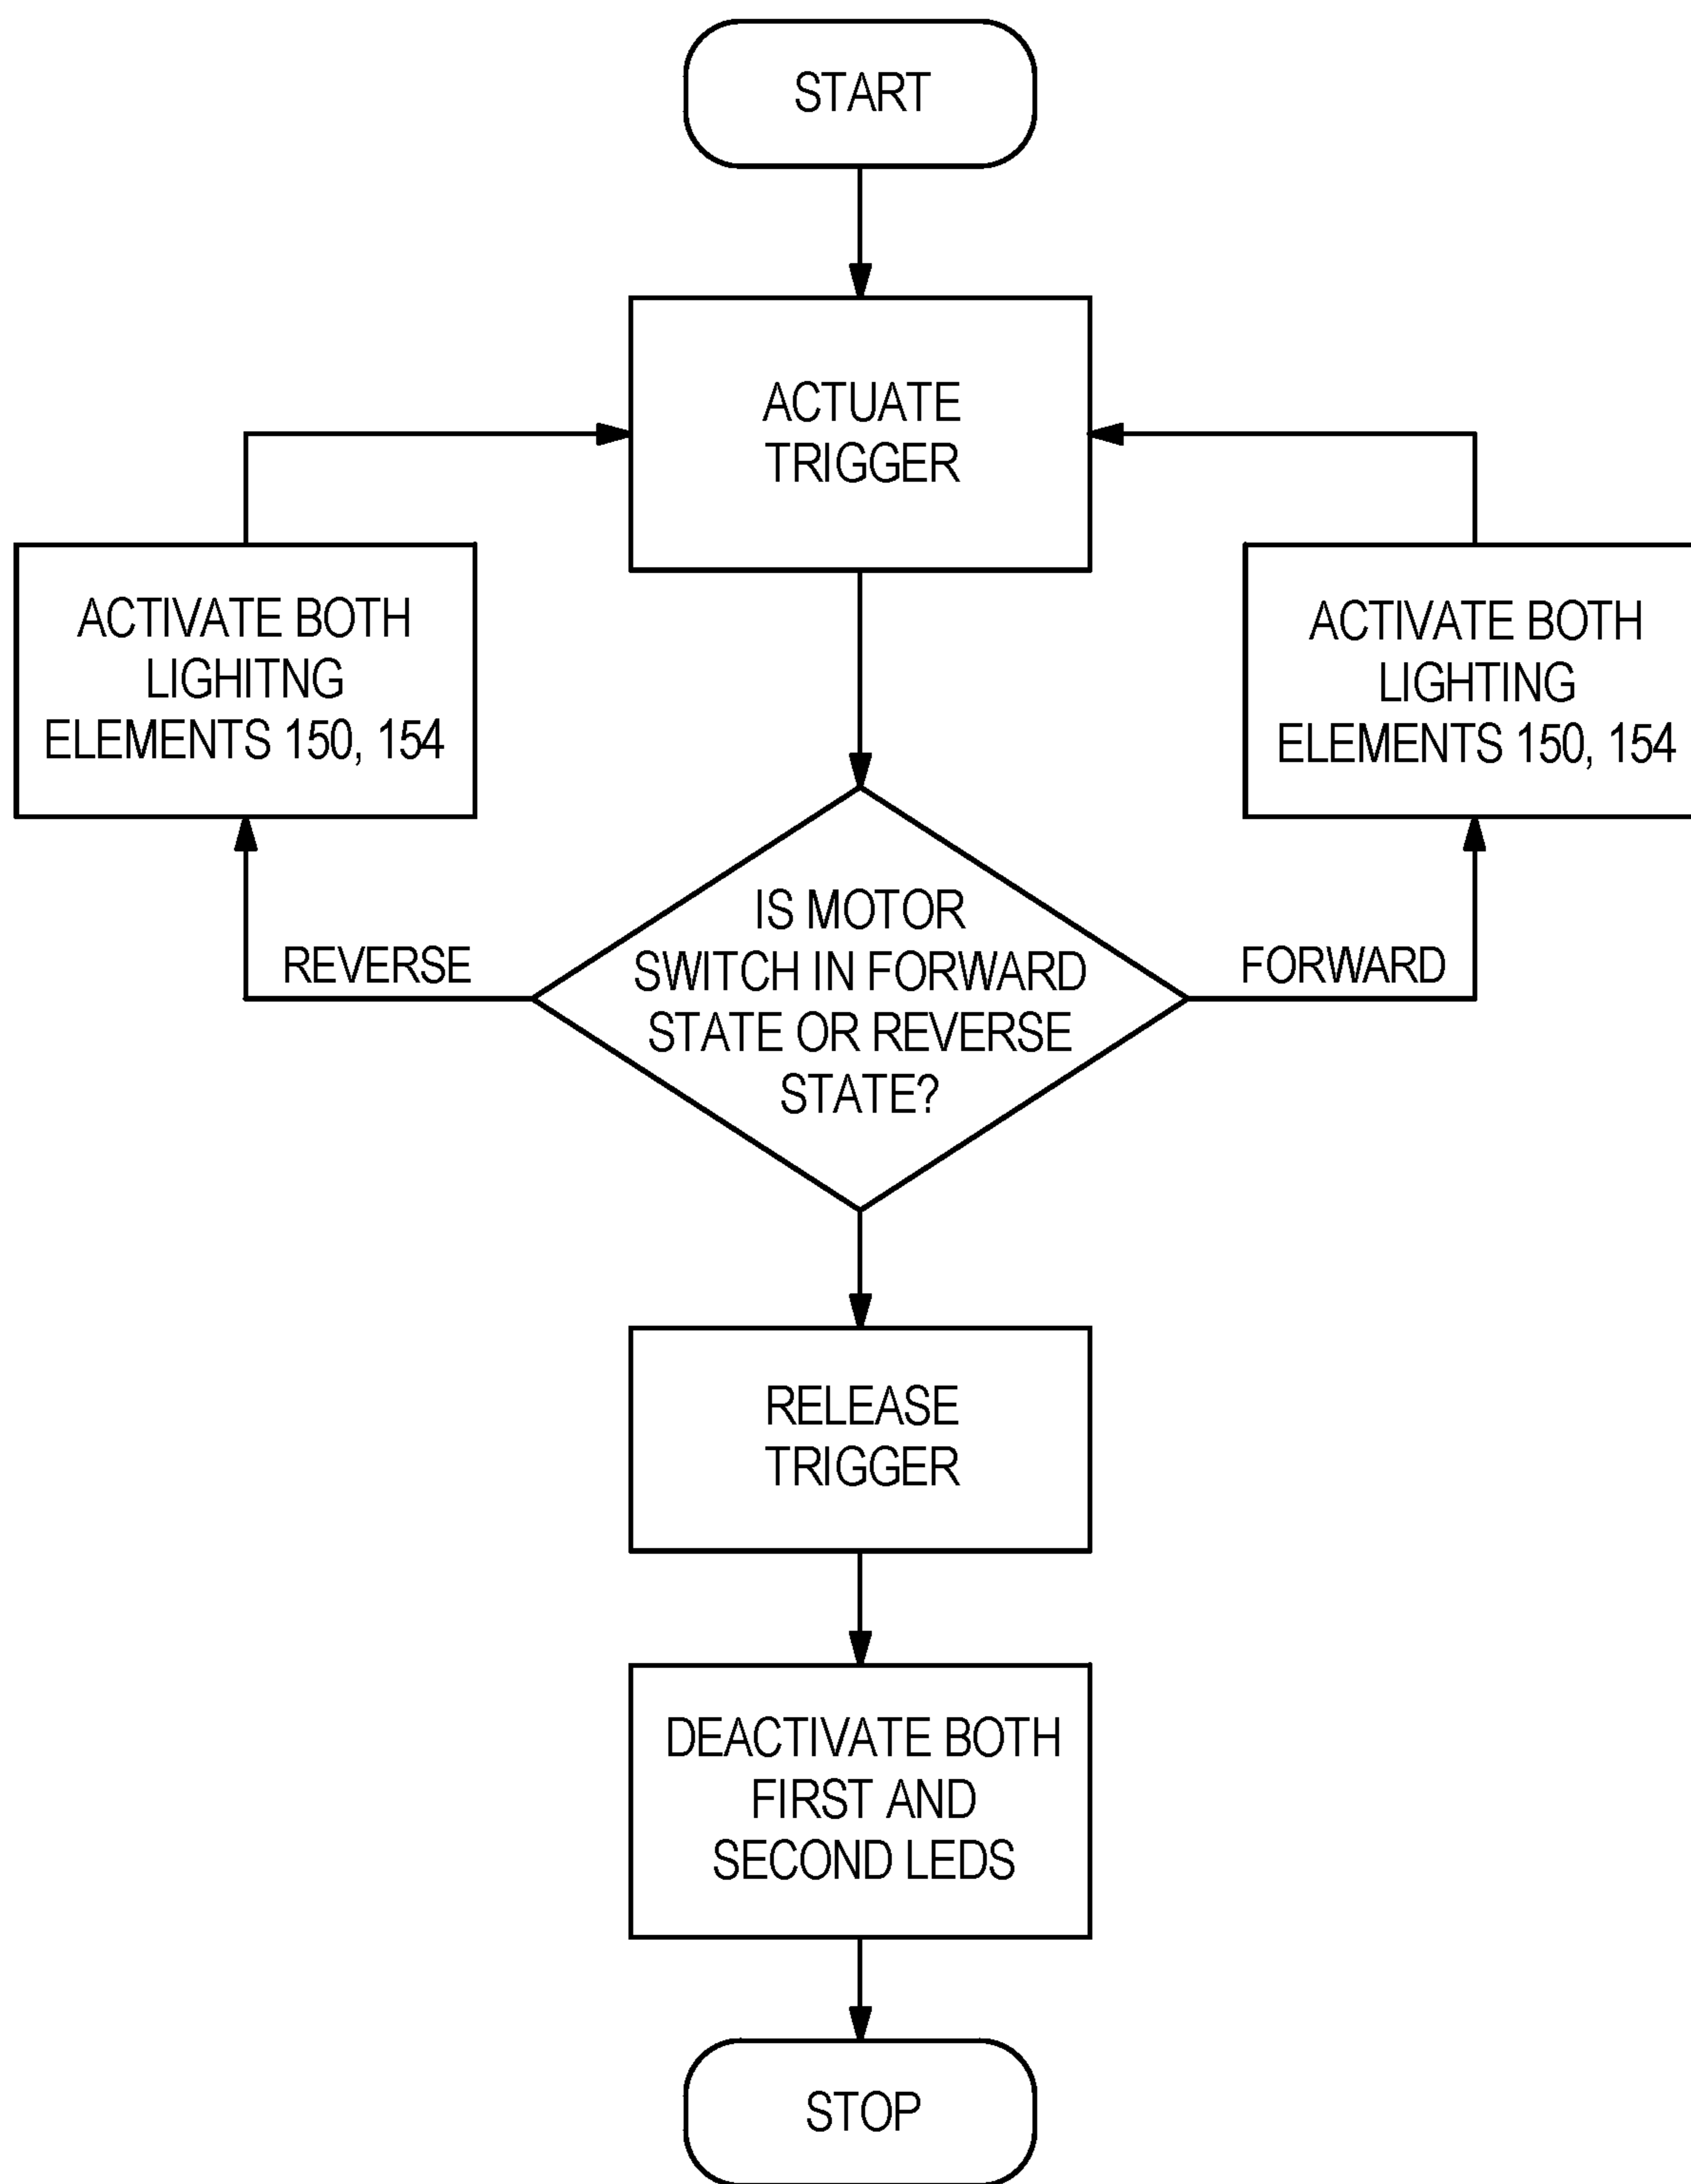 START
ACTUATE
TRIGGER
ACTIVATE BOTH
LIGHITNG
ELEMENTS 150, 154
ACTIVATE BOTH
LIGHTING
ELEMENTS 150, 154
REVERSE
IS MOTOR
SWITCH IN FORWARD
STATE OR REVERSE
STATE?
FORWARD
RELEASE
TRIGGER
DEACTIVATE BOTH
FIRST AND
SECOND LEDS
STOP